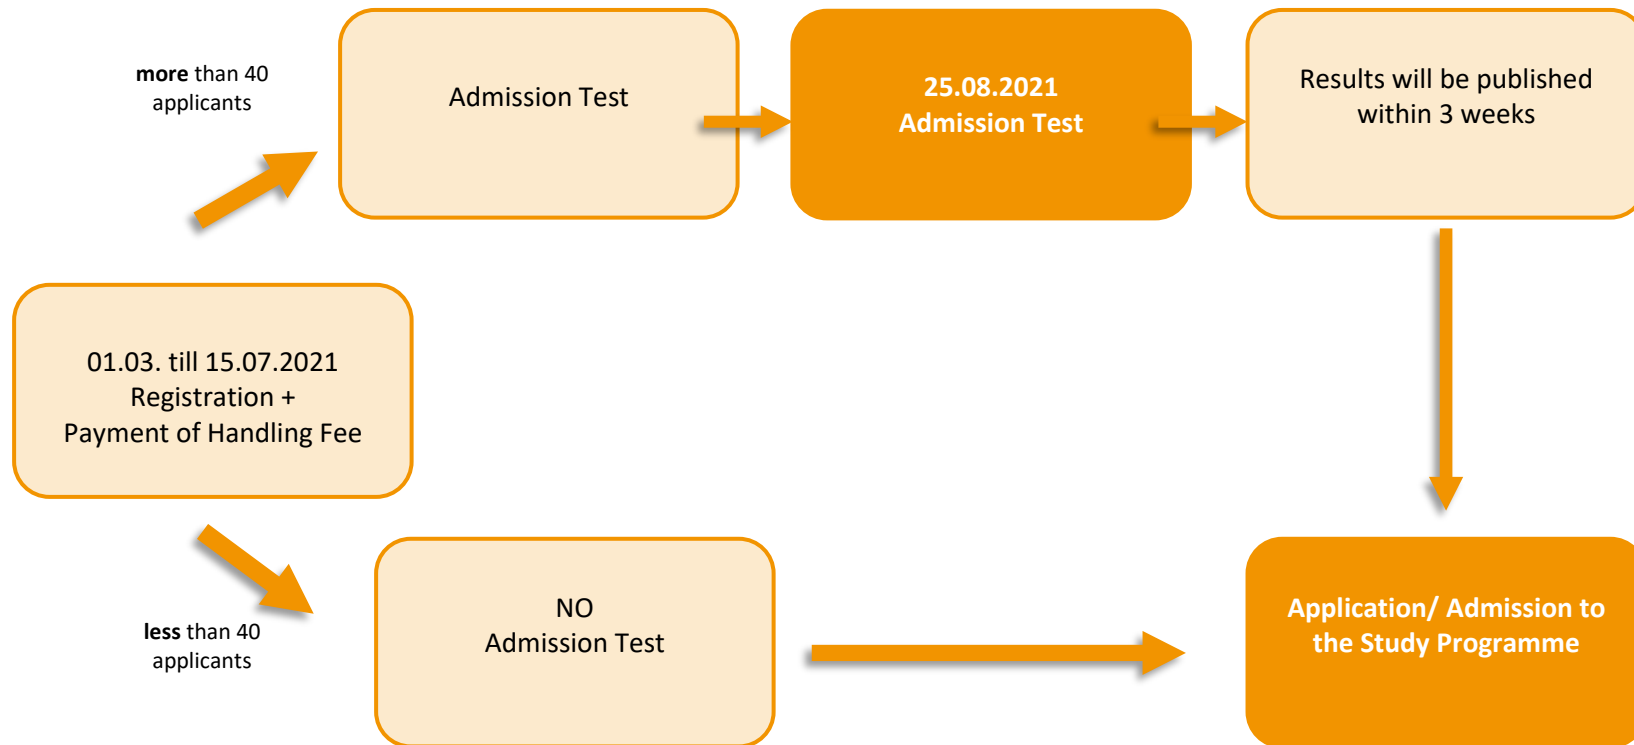 more than 40
applicants
Admission Test
25.08.2021
Admission Test
Results will be published
within 3 weeks
01.03. till 15.07.2021
Registration +
Payment of Handling Fee
less than 40
applicants
NO
Admission Test
Application/ Admission to
the Study Programme